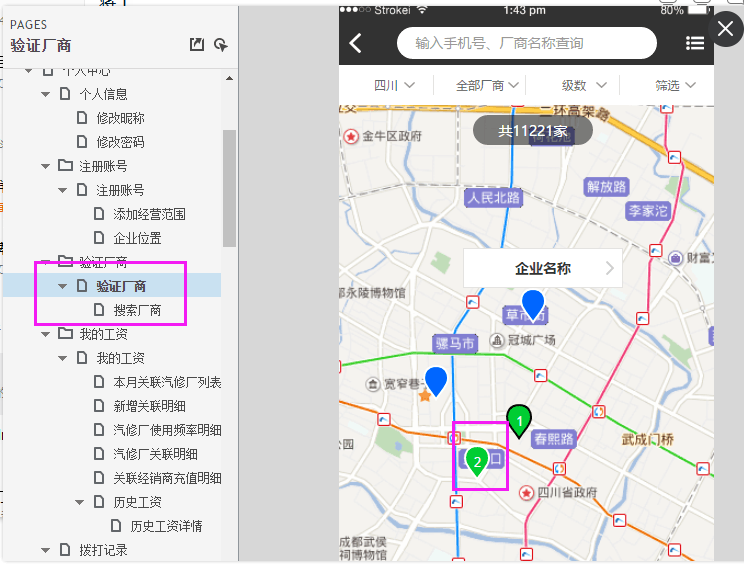 PAGES
验证厂商
个人中心
个人信息
修改昵称
修改密码
注册账号
注册账号
添加经营范围
企业位置
验证厂商
验证厂商
搜索厂商
我的工资
我的工资
本月关联汽修厂列表
新增关联明细
汽修厂使用频率明细
汽修厂关联明细
关联经销商充值明细
历史工资
历史工资详情
拨打记录
Strokei
1:43 pm
80%
输入手机号、厂商名称查询
四川
全部厂商
级数
筛选
二环高架路
金牛区政府
共11221家
人民北路
解放路
李家沱
财富
企业名称
郎永陵博物馆
草市街
骡马市
冠城广场
宽窄巷
1
春熙路
武成门桥
公园
2
口
四川省政府
成都武侯
祠博物馆